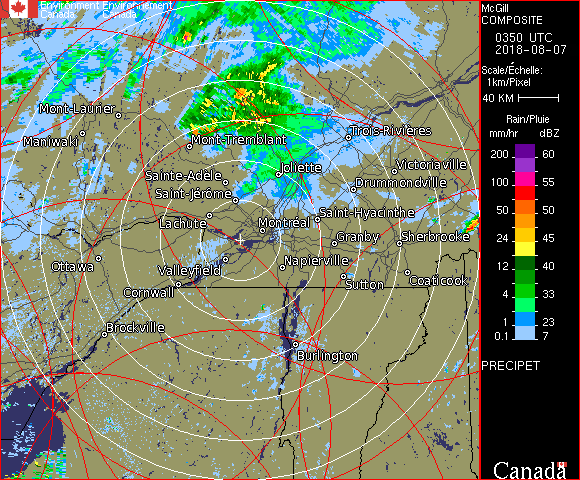 Environment Environnement
Canada Canada
McGill
COMPOSITE
0350 UTC
2018-08-07
Scale/Échelle:
1km/Pixel
40 KM
Rain/Pluie
mm/hr dBZ
200 60
100 55
50 50
24 45
12 40
4 33
1 23
0.1 7
PRECIPET
Canada
Mont-Laurier
Maniwaki
Mont-Tremblant
Trois-Rivières
Joliette
Victoriaville
Sainte-Adèle
Drummondville
Saint-Jérôme
Saint-Hyacinthe
Lachute
Montréal
Granby
Sherbrooke
Ottawa
Valleyfield
Napierville
Coaticook
Cornwall
Sutton
Brockville
Burlington